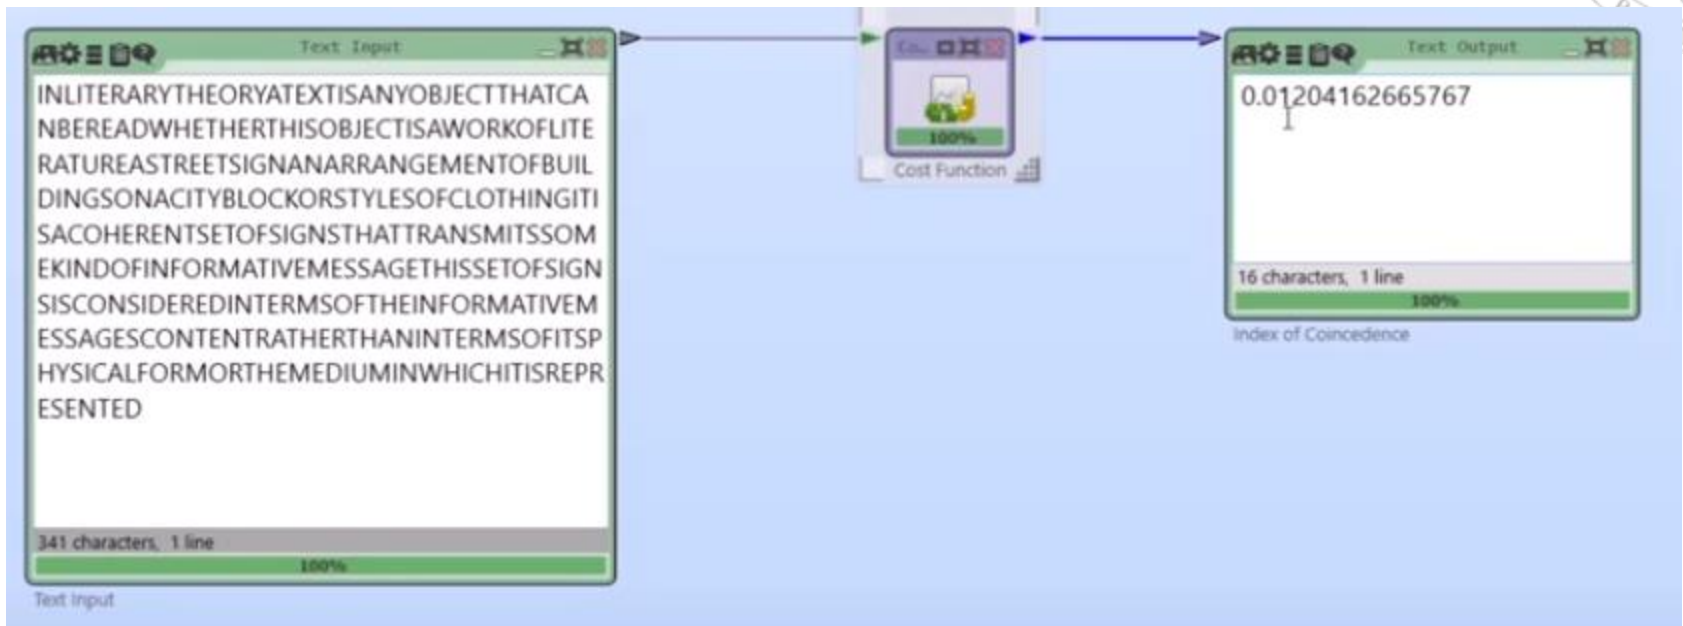 Text Input
INLITERARYTHEORYATEXTISANYOBJECTTHATCA
NBEREADWHETHERTHISOBJECTISAWORKOFLITE
RATUREASTREETSIGNANARRANGEMENTOFBUIL
DINGSONACITYBLOCKORSTYLESOFCLOTHINGITI
SACOHERENTSETOFSIGNSTHATTRANSMITSSOM
EKINDOFINFORMATIVEMESSAGETHISSETOFSIGN
SISCONSIDEREDINTERMSOFTHEINFORMATIVEM
ESSAGESCONTENTRATHERTHANINTERMSOFITSP
HYSICALFORMORTHEMEDIUMINWHICHITISREPR
ESENTED
341 characters, 1 line
100%
Text Input
Co...
100%
Cost Function
Text Output
0.01204162665767
16 characters, 1 line
100%
Index of Coincedence